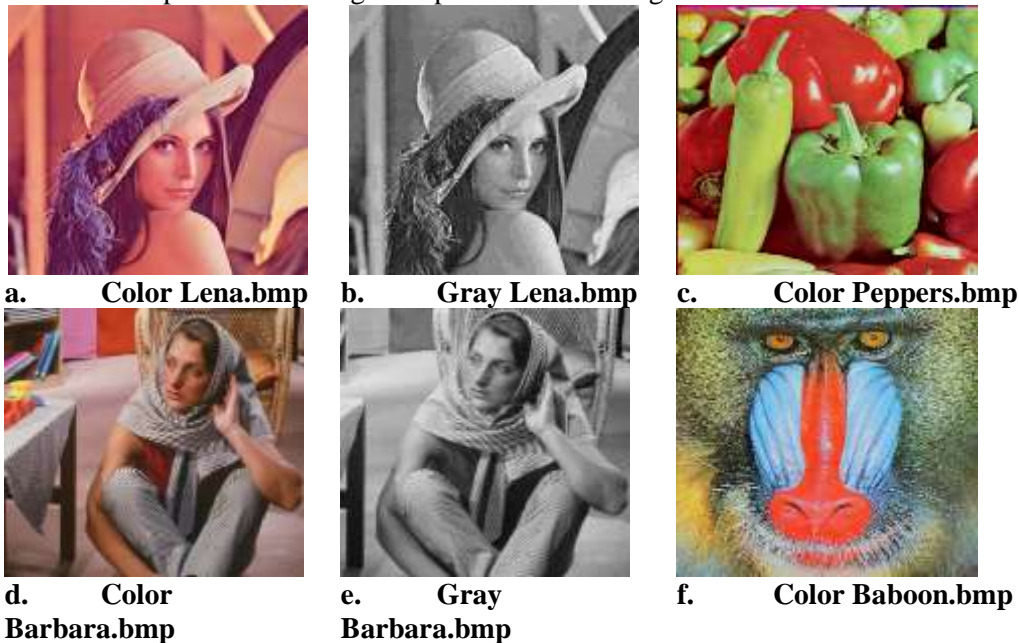 a. Color Lena.bmp b. Gray Lena.bmp c. Color Peppers.bmp
d. Color e. Gray f. Color Baboon.bmp
Barbara.bmp Barbara.bmp